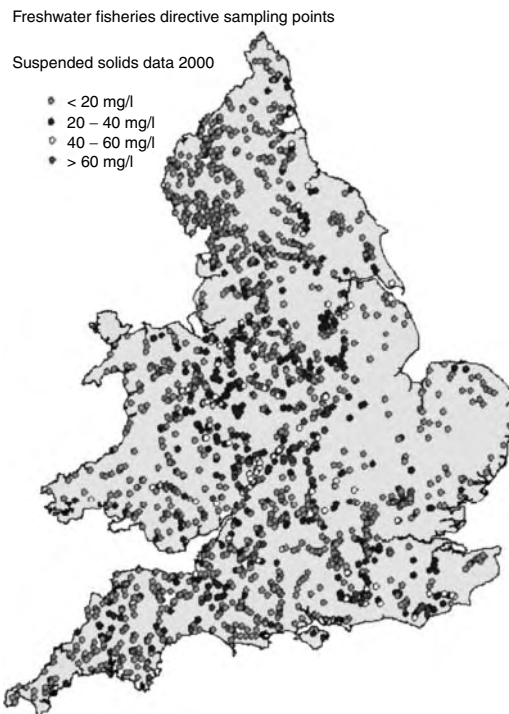 Freshwater fisheries directive sampling points
Suspended solids data 2000
< 20 mg/l
20 – 40 mg/l
40 – 60 mg/l
> 60 mg/l